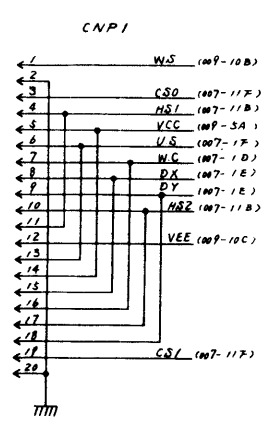 CNP1
1 WS (009-10B)
2
3 CS0 (007-11F)
4 HS1 (007-11B)
5 VCC (009-5A)
6 US (007-1F)
7 W.C (007-1D)
8 DX (007-1E)
9 DY (007-1E)
10 HS2 (007-11B)
11
12 VEE (009-10C)
13
14
15
16
17
18
19 CS1 (007-11F)
20